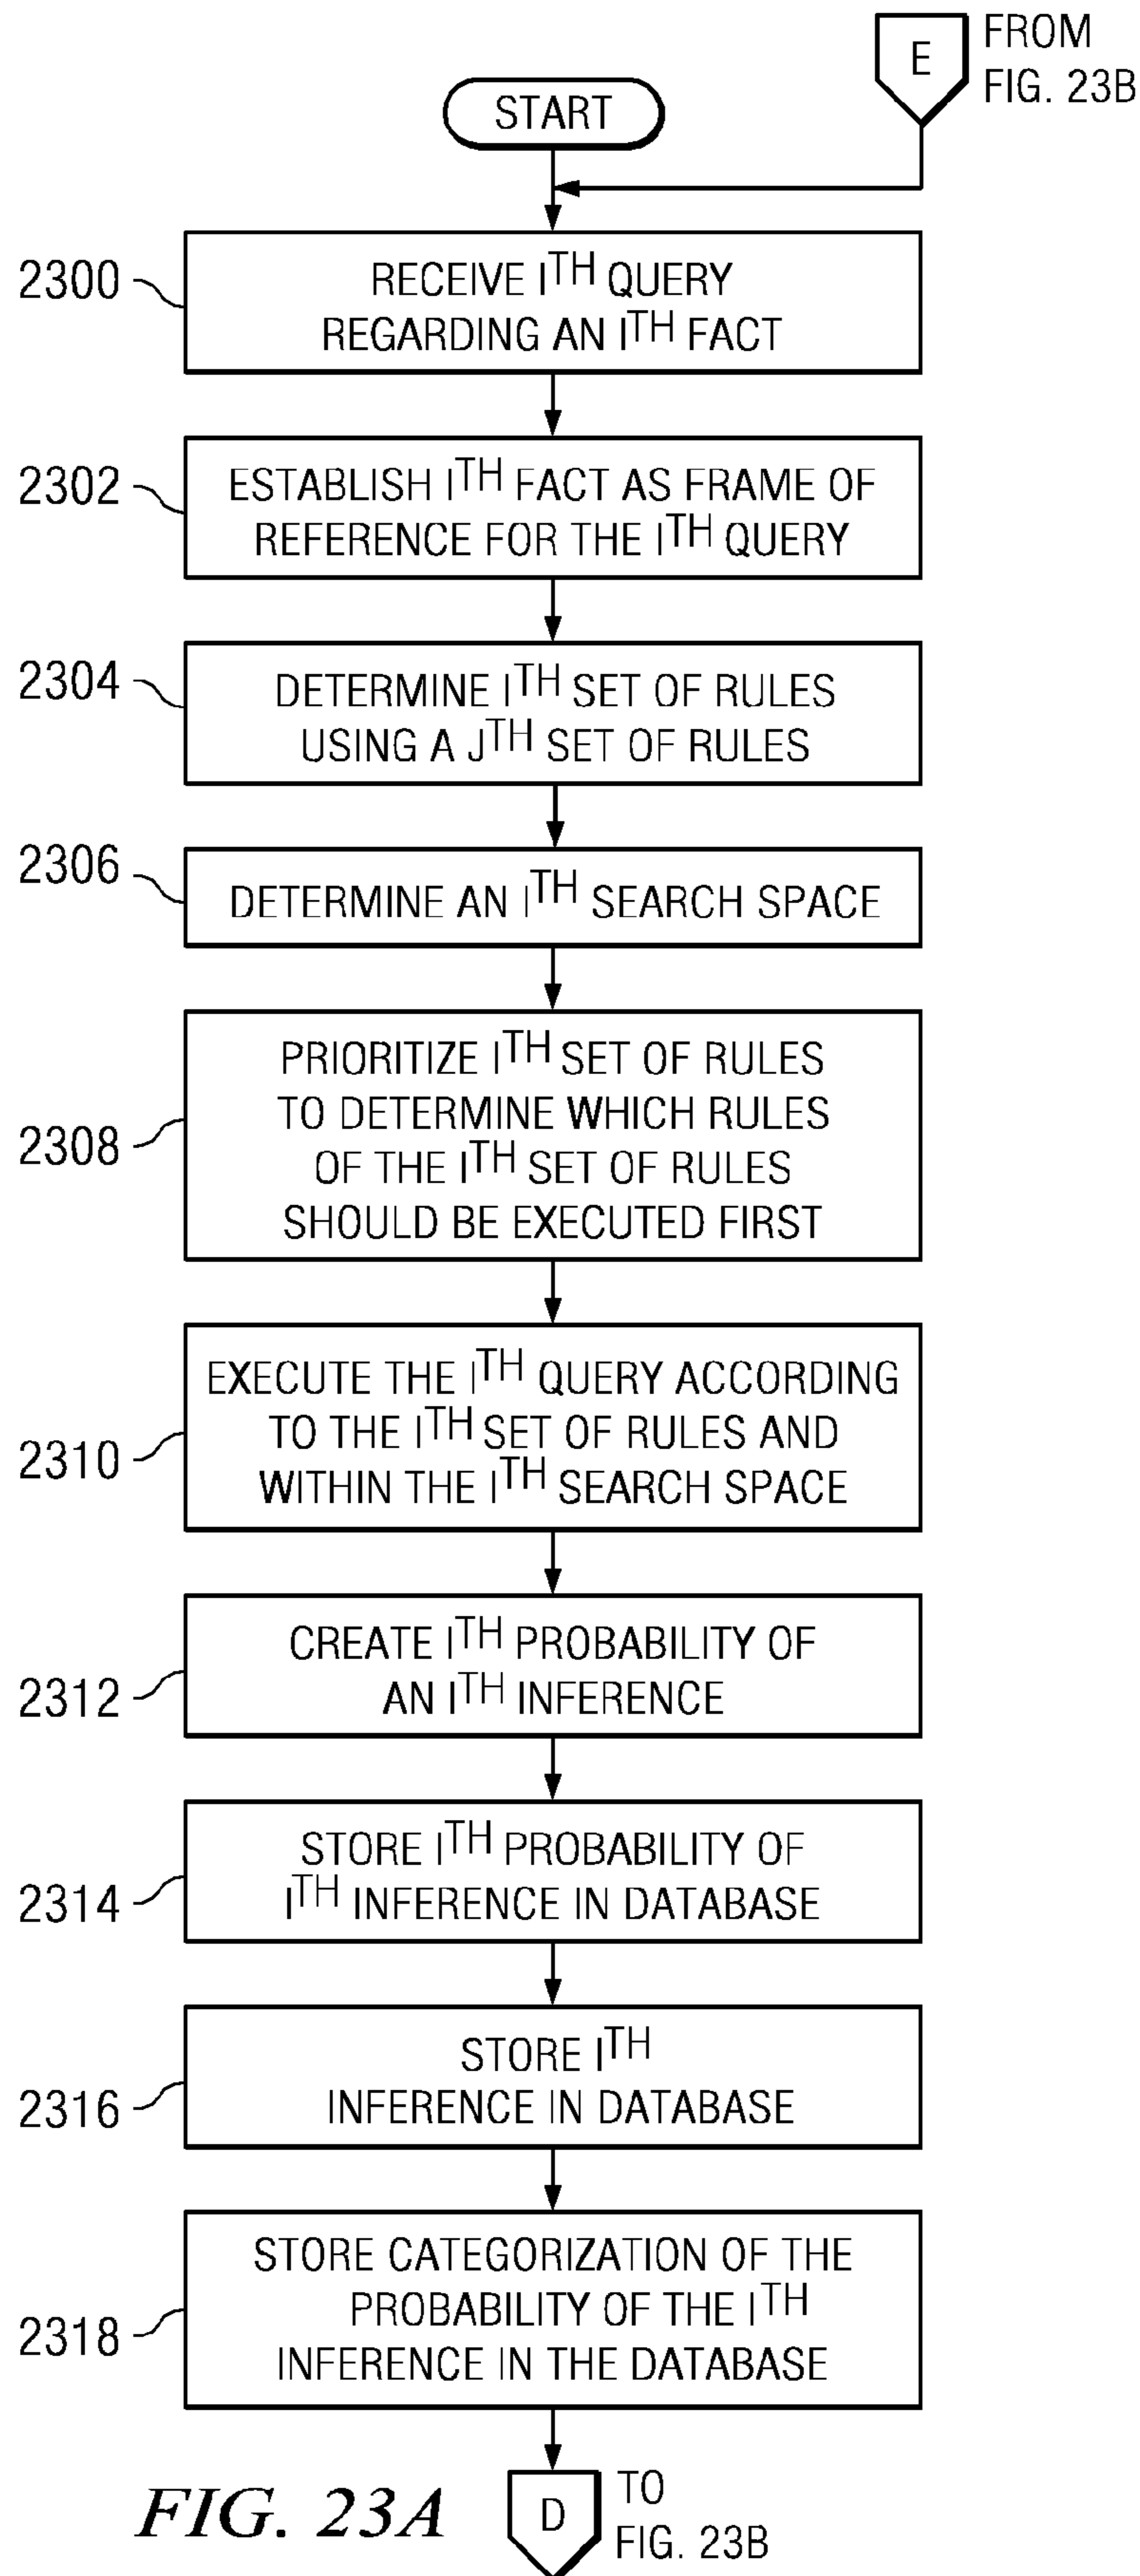 E
FROM
FIG. 23B
START
2300
RECEIVE ITH QUERY
REGARDING AN ITH FACT
2302
ESTABLISH ITH FACT AS FRAME OF
REFERENCE FOR THE ITH QUERY
2304
DETERMINE ITH SET OF RULES
USING A JTH SET OF RULES
2306
DETERMINE AN ITH SEARCH SPACE
2308
PRIORITIZE ITH SET OF RULES
TO DETERMINE WHICH RULES
OF THE ITH SET OF RULES
SHOULD BE EXECUTED FIRST
2310
EXECUTE THE ITH QUERY ACCORDING
TO THE ITH SET OF RULES AND
WITHIN THE ITH SEARCH SPACE
2312
CREATE ITH PROBABILITY OF
AN ITH INFERENCE
2314
STORE ITH PROBABILITY OF
ITH INFERENCE IN DATABASE
2316
STORE ITH
INFERENCE IN DATABASE
2318
STORE CATEGORIZATION OF THE
PROBABILITY OF THE ITH
INFERENCE IN THE DATABASE
FIG. 23A
D
TO
FIG. 23B